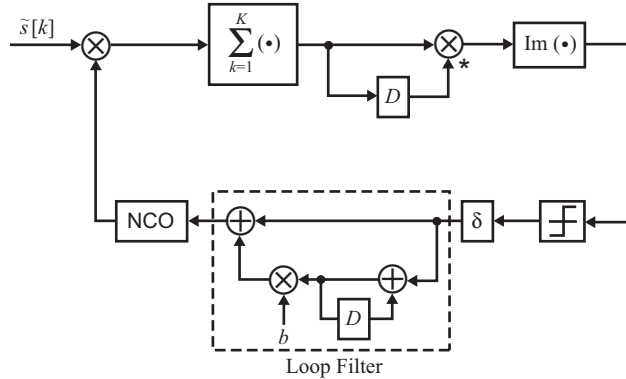 s̃[k]
K
∑(•)
k=1
*
Im (•)
D
NCO
δ
D
b
Loop Filter